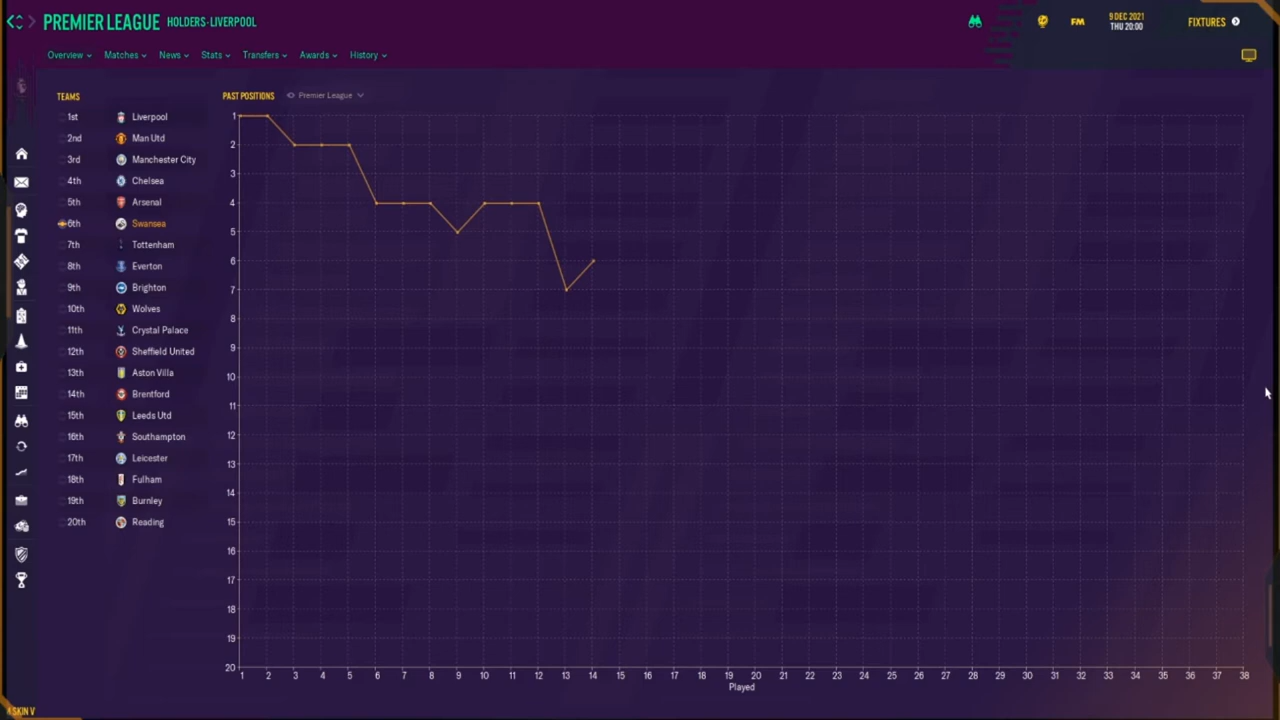 PREMIER LEAGUE HOLDERS - LIVERPOOL
FM
9 DEC 2021
THU 20:00
FIXTURES
Overview Matches News Stats Transfers Awards History
TEAMS
1st Liverpool
2nd Man Utd
3rd Manchester City
4th Chelsea
5th Arsenal
6th Swansea
7th Tottenham
8th Everton
9th Brighton
10th Wolves
11th Crystal Palace
12th Sheffield United
13th Aston Villa
14th Brentford
15th Leeds Utd
16th Southampton
17th Leicester
18th Fulham
19th Burnley
20th Reading
PAST POSITIONS Premier League
1
2
3
4
5
6
7
8
9
10
11
12
13
14
15
16
17
18
19
20
1 2 3 4 5 6 7 8 9 10 11 12 13 14 15 16 17 18 19 20 21 22 23 24 25 26 27 28 29 30 31 32 33 34 35 36 37 38
Played
SKIN V